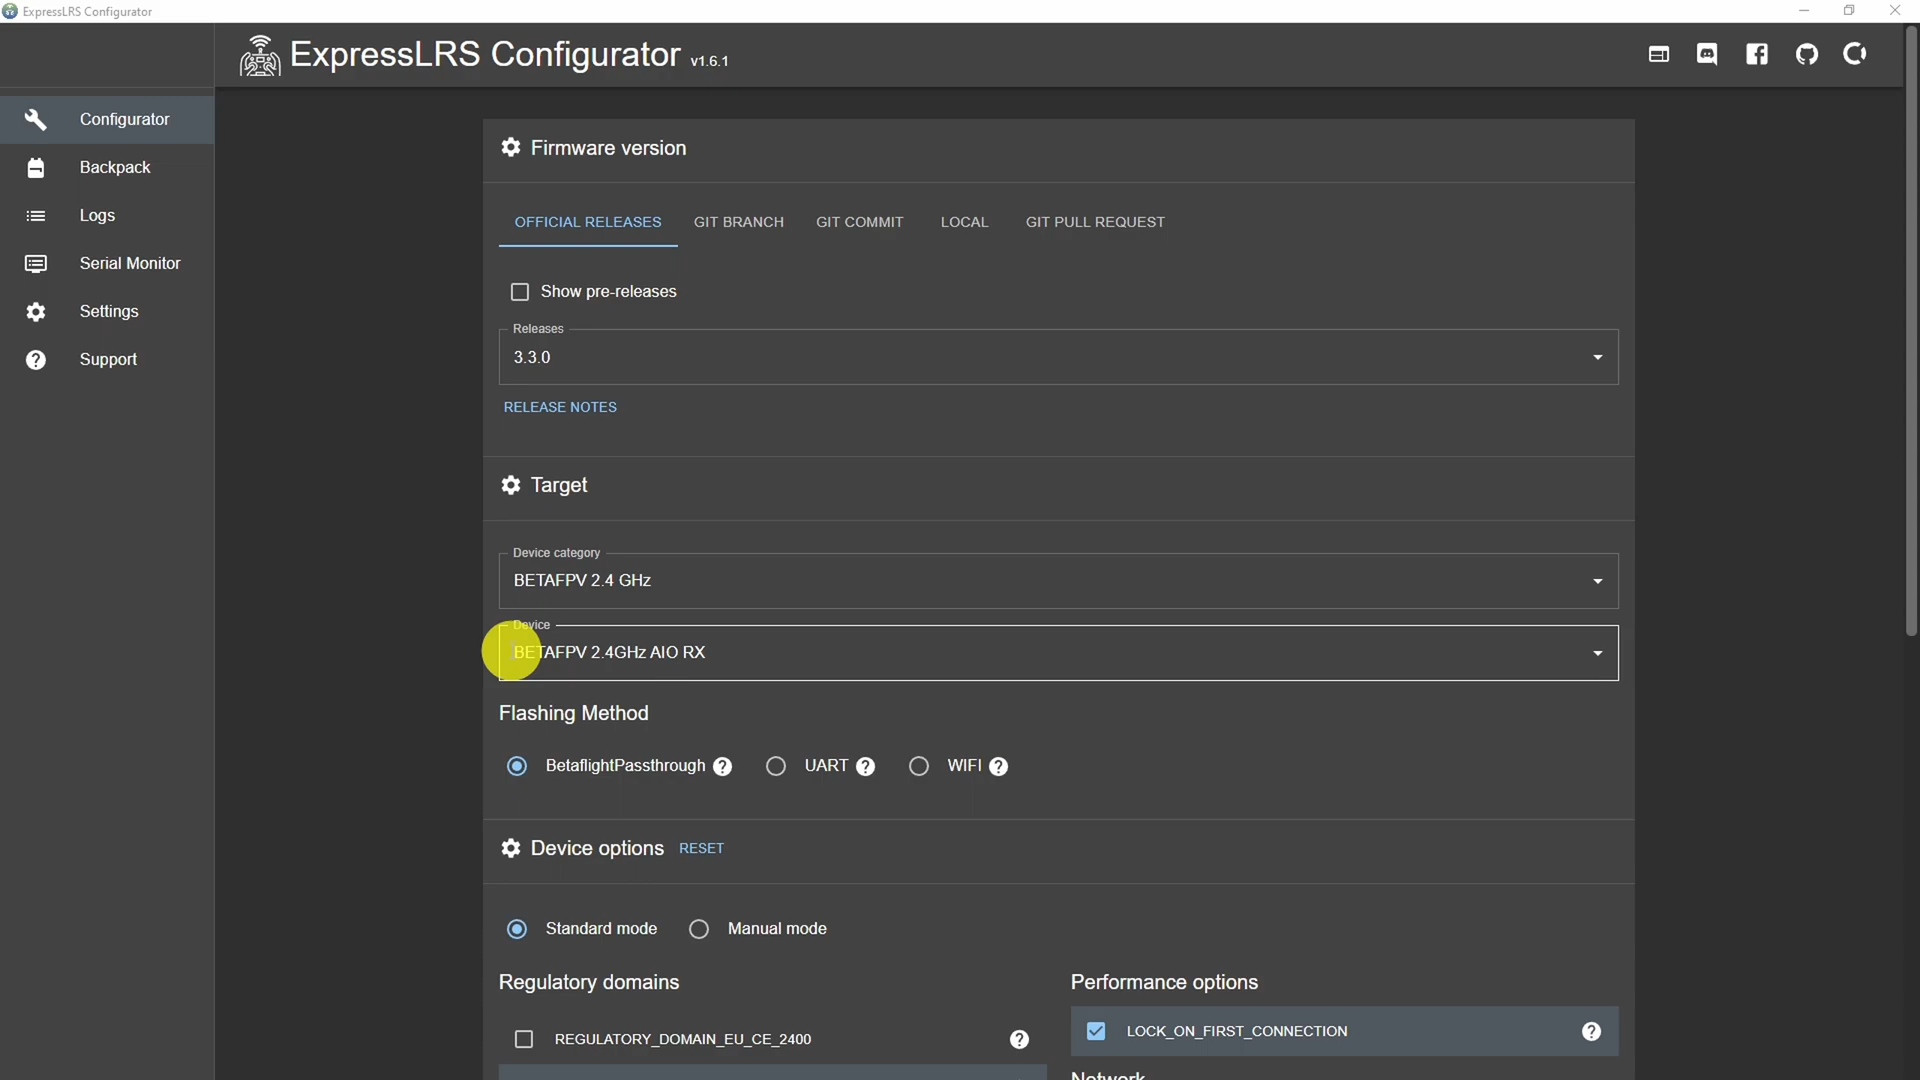 ExpressLRS Configurator
ExpressLRS Configurator v1.6.1
Configurator
Backpack
Logs
Serial Monitor
Settings
Support
Firmware version
OFFICIAL RELEASES GIT BRANCH GIT COMMIT LOCAL GIT PULL REQUEST
Show pre-releases
Releases
3.3.0
RELEASE NOTES
Target
Device category
BETAFPV 2.4 GHz
Device
BETAFPV 2.4GHz AIO RX
Flashing Method
BetaflightPassthrough ? UART ? WIFI ?
Device options RESET
Standard mode Manual mode
Regulatory domains
REGULATORY_DOMAIN_EU_CE_2400 ?
Performance options
LOCK_ON_FIRST_CONNECTION ?
Network